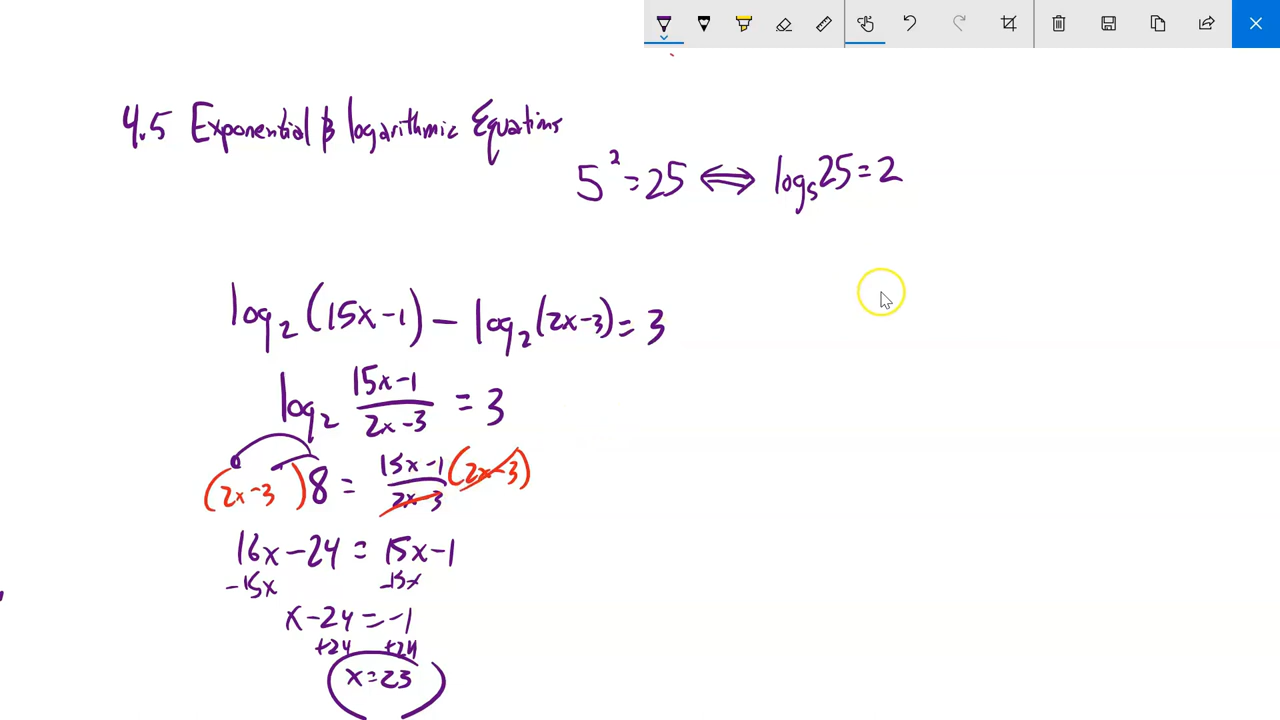 4.5 Exponential & logarithmic Equations
5² = 25 ⟺ log₅ 25 = 2
log₂ (15x-1) - log₂ (2x-3) = 3
log₂ (15x-1)/(2x-3) = 3
(2x-3) 8 = (15x-1)/(2x-3) (2x-3)
16x - 24 = 15x - 1
-15x -15x
x - 24 = -1
+24 +24
x = 23